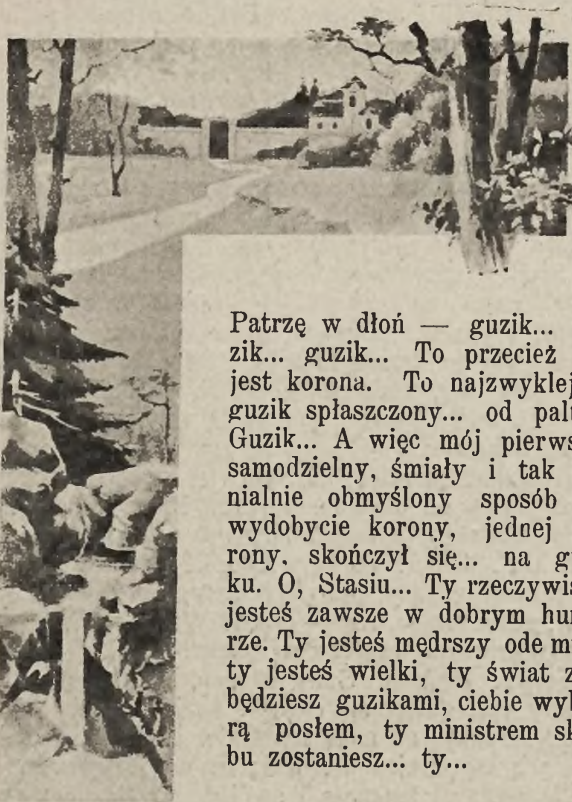 Patrzę w dłoń — guzik...
zik... guzik... To przecież
jest korona. To najzwyklej
guzik spłaszczony... od pal
Guzik... A więc mój pierws
samodzielny, śmiały i tak
nialnie obmyślony sposób
wydobycie korony, jednej
rony, skończył się... na g
ku. O, Stasiu... Ty rzeczywi
jesteś zawsze w dobrym hu
rze. Ty jesteś mędrszy ode m
ty jesteś wielki, ty świat z
będziesz guzikami, ciebie wy
rą posłem, ty ministrem sk
bu zostaniesz... ty...